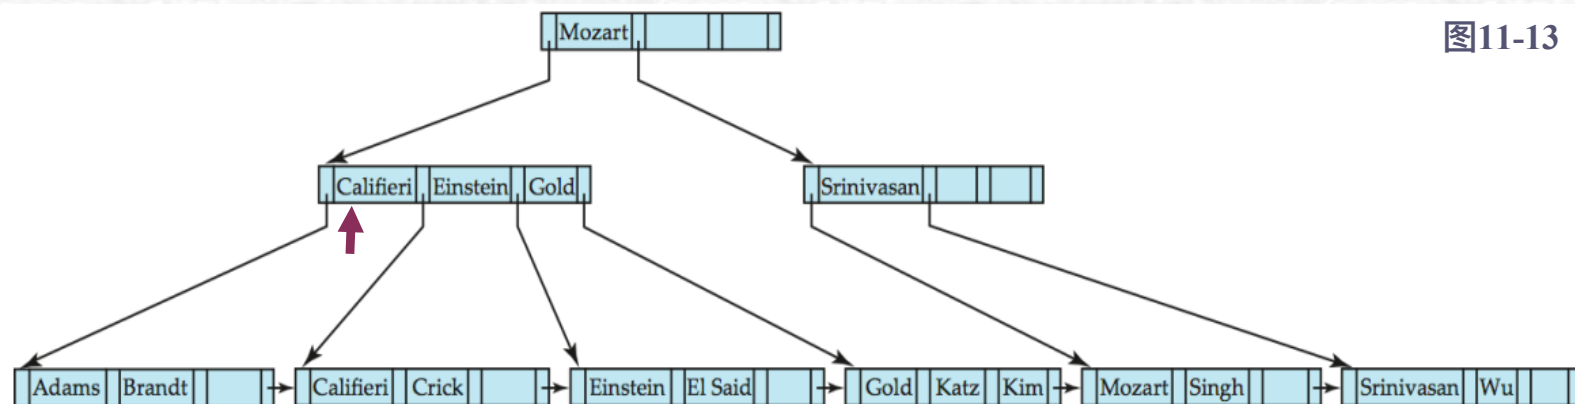 图11-13
Mozart
Califieri Einstein Gold
Srinivasan
Adams Brandt
Califieri Crick
Einstein El Said
Gold Katz Kim
Mozart Singh
Srinivasan Wu